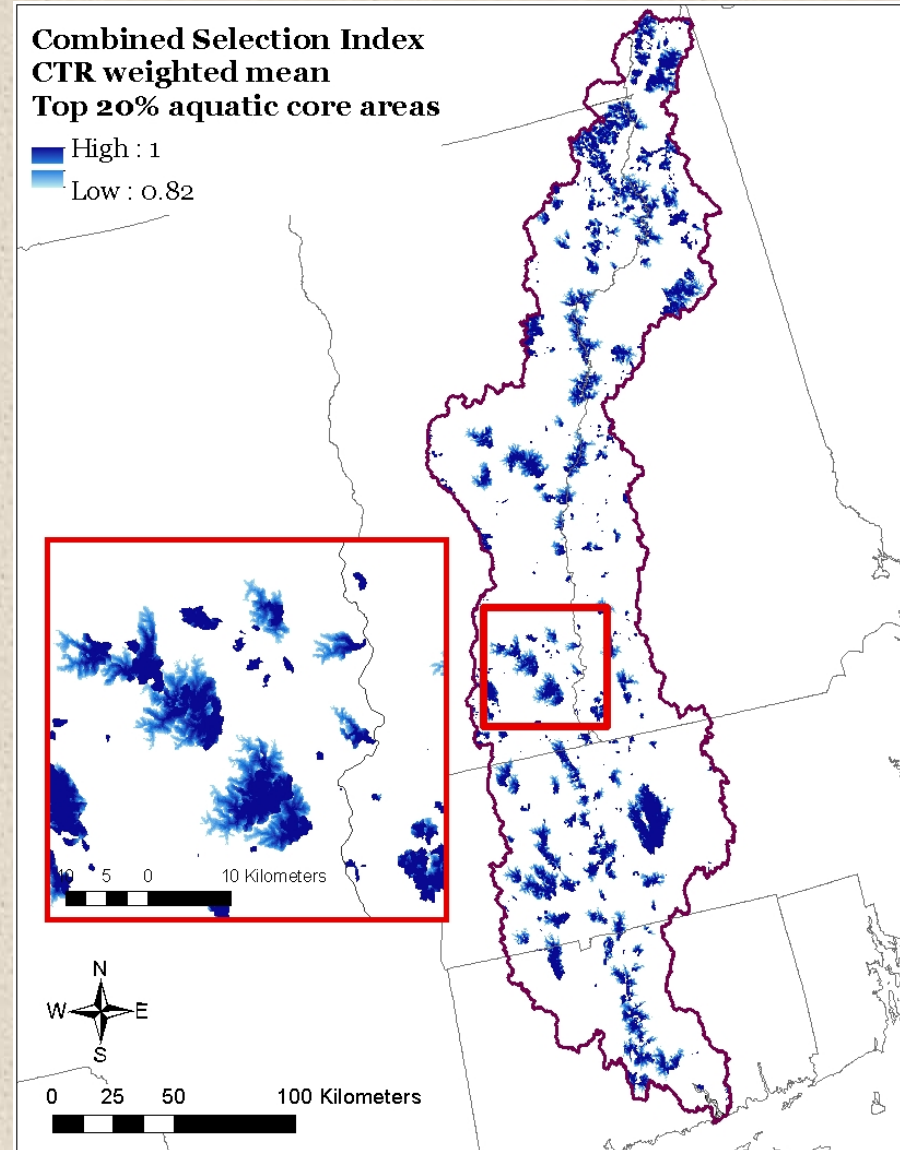 Combined Selection Index
CTR weighted mean
Top 20% aquatic core areas
High : 1
Low : 0.82
10 5 0 10 Kilometers
N
W E
S
0 25 50 100 Kilometers